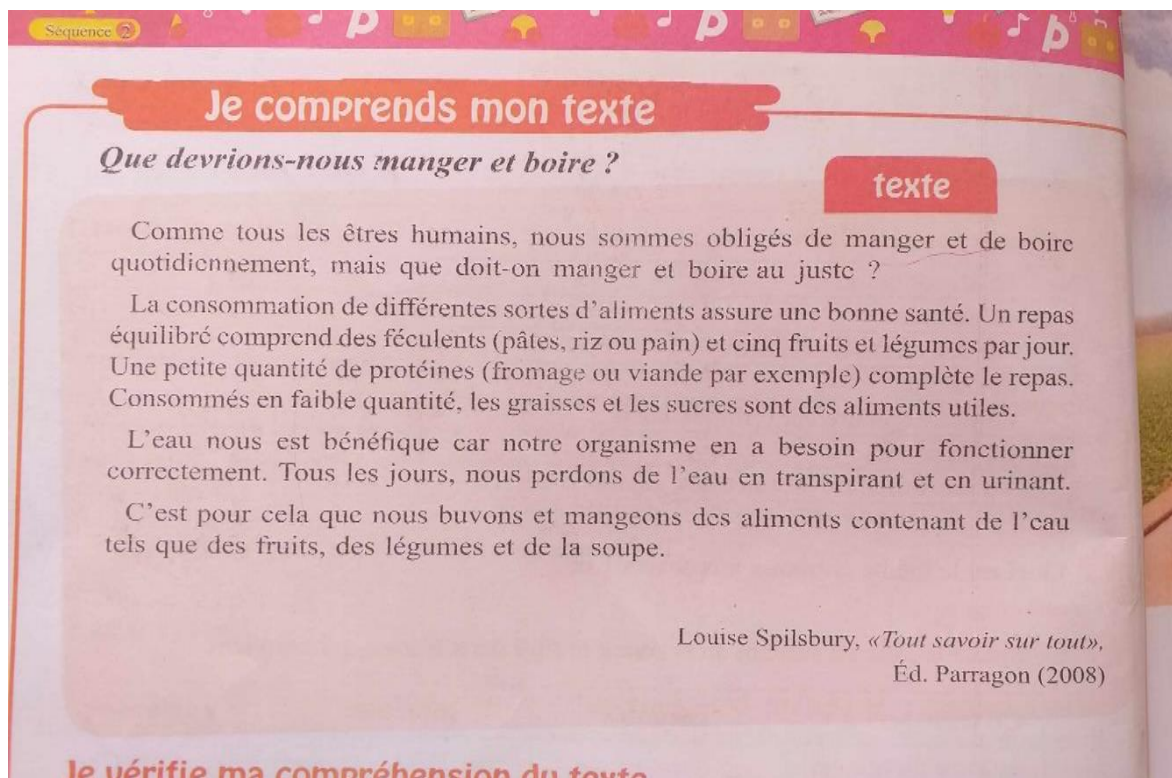 Séquence 2
Je comprends mon texte
Que devrions-nous manger et boire ?
texte
Comme tous les êtres humains, nous sommes obligés de manger et de boire
quotidiennement, mais que doit-on manger et boire au juste ?
La consommation de différentes sortes d'aliments assure une bonne santé. Un repas
équilibré comprend des féculents (pâtes, riz ou pain) et cinq fruits et légumes par jour.
Une petite quantité de protéines (fromage ou viande par exemple) complète le repas.
Consommés en faible quantité, les graisses et les sucres sont des aliments utiles.
L'eau nous est bénéfique car notre organisme en a besoin pour fonctionner
correctement. Tous les jours, nous perdons de l'eau en transpirant et en urinant.
C'est pour cela que nous buvons et mangeons des aliments contenant de l'eau
tels que des fruits, des légumes et de la soupe.
Louise Spilsbury, «Tout savoir sur tout»,
Éd. Parragon (2008)
Je vérifie ma compréhension du texte